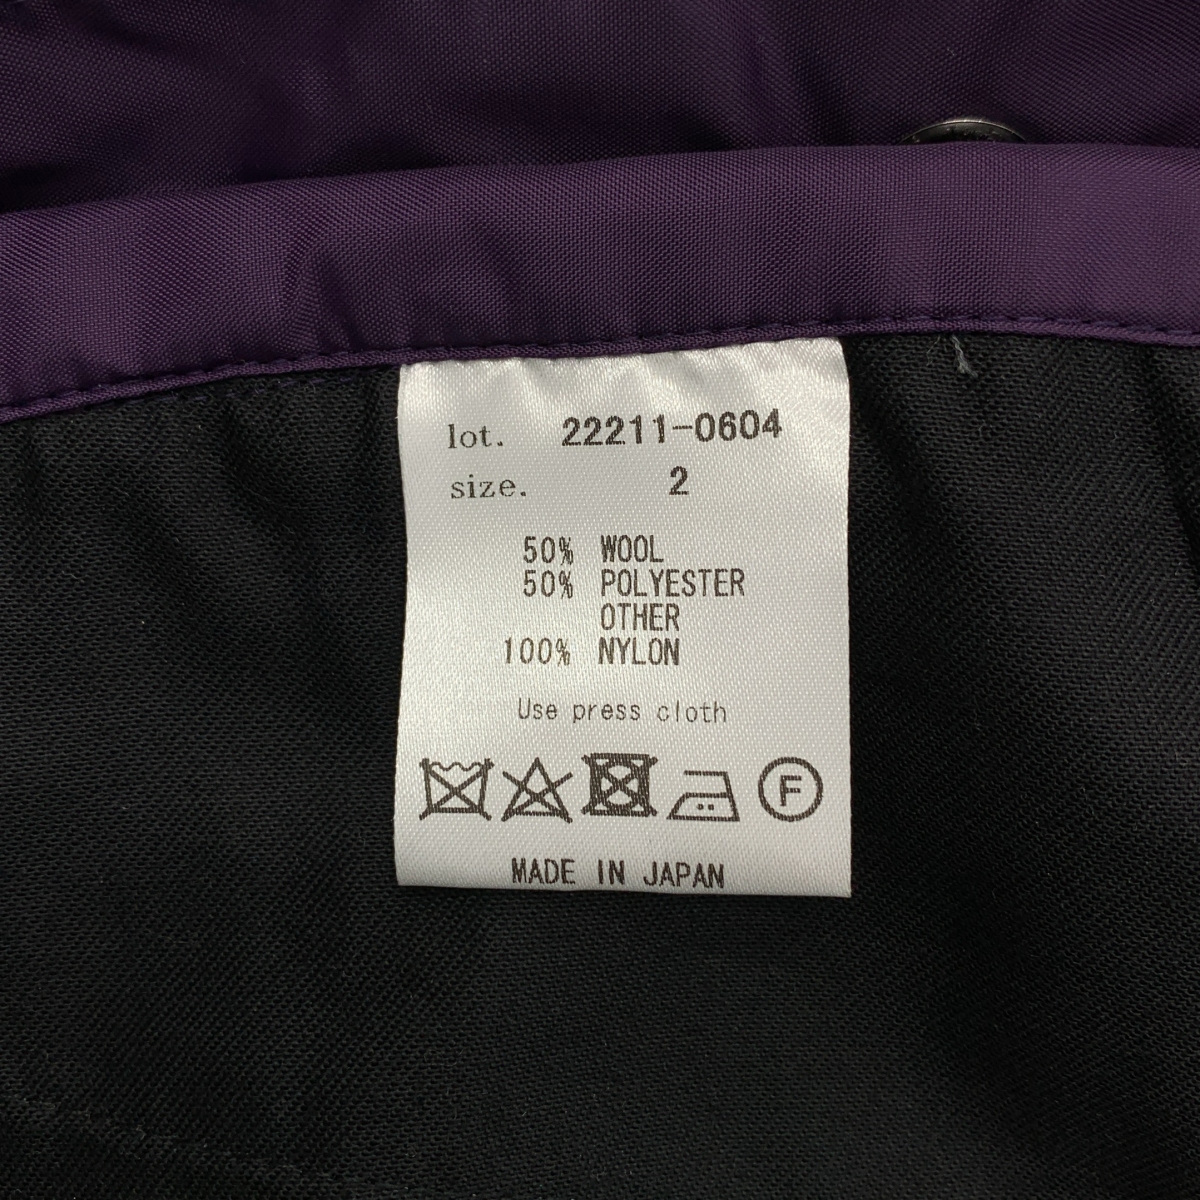 lot. 22211-0604
size. 2
50% WOOL
50% POLYESTER
OTHER
100% NYLON
Use press cloth
F
MADE IN JAPAN